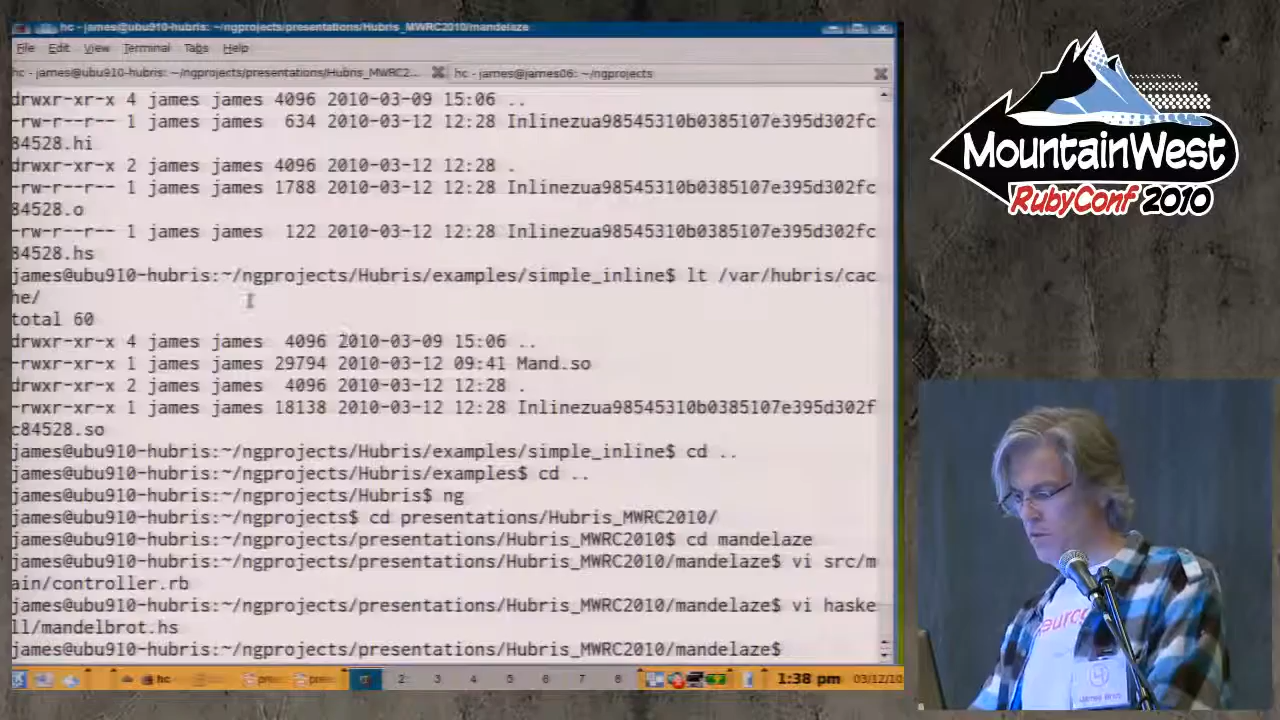 hc - james@ubu910-hubris: ~/ngprojects/presentations/Hubris_MWRC2010/mandelaze
File Edit View Terminal Tabs Help
hc - james@ubu910-hubris: ~/ngprojects/presentations/Hubris_MWRC2...
hc - james@james06: ~/ngprojects
drwxr-xr-x 4 james james 4096 2010-03-09 15:06 ..
-rw-r--r-- 1 james james 634 2010-03-12 12:28 Inlinezua98545310b0385107e395d302fc
84528.hi
drwxr-xr-x 2 james james 4096 2010-03-12 12:28 .
-rw-r--r-- 1 james james 1788 2010-03-12 12:28 Inlinezua98545310b0385107e395d302fc
84528.o
-rw-r--r-- 1 james james 122 2010-03-12 12:28 Inlinezua98545310b0385107e395d302fc
84528.hs
james@ubu910-hubris:~/ngprojects/Hubris/examples/simple_inline$ lt /var/hubris/cac
he/
total 60
drwxr-xr-x 4 james james 4096 2010-03-09 15:06 ..
-rwxr-xr-x 1 james james 29794 2010-03-12 09:41 Mand.so
drwxr-xr-x 2 james james 4096 2010-03-12 12:28 .
-rwxr-xr-x 1 james james 18138 2010-03-12 12:28 Inlinezua98545310b0385107e395d302f
c84528.so
james@ubu910-hubris:~/ngprojects/Hubris/examples/simple_inline$ cd ..
james@ubu910-hubris:~/ngprojects/Hubris/examples$ cd ..
james@ubu910-hubris:~/ngprojects/Hubris$ ng
james@ubu910-hubris:~/ngprojects$ cd presentations/Hubris_MWRC2010/
james@ubu910-hubris:~/ngprojects/presentations/Hubris_MWRC2010$ cd mandelaze
james@ubu910-hubris:~/ngprojects/presentations/Hubris_MWRC2010/mandelaze$ vi src/m
ain/controller.rb
james@ubu910-hubris:~/ngprojects/presentations/Hubris_MWRC2010/mandelaze$ vi haske
ll/mandelbrot.hs
james@ubu910-hubris:~/ngprojects/presentations/Hubris_MWRC2010/mandelaze$
hc
2 3 4 5 6 7 8
1:38 pm
03/12/10
MountainWest
RubyConf 2010